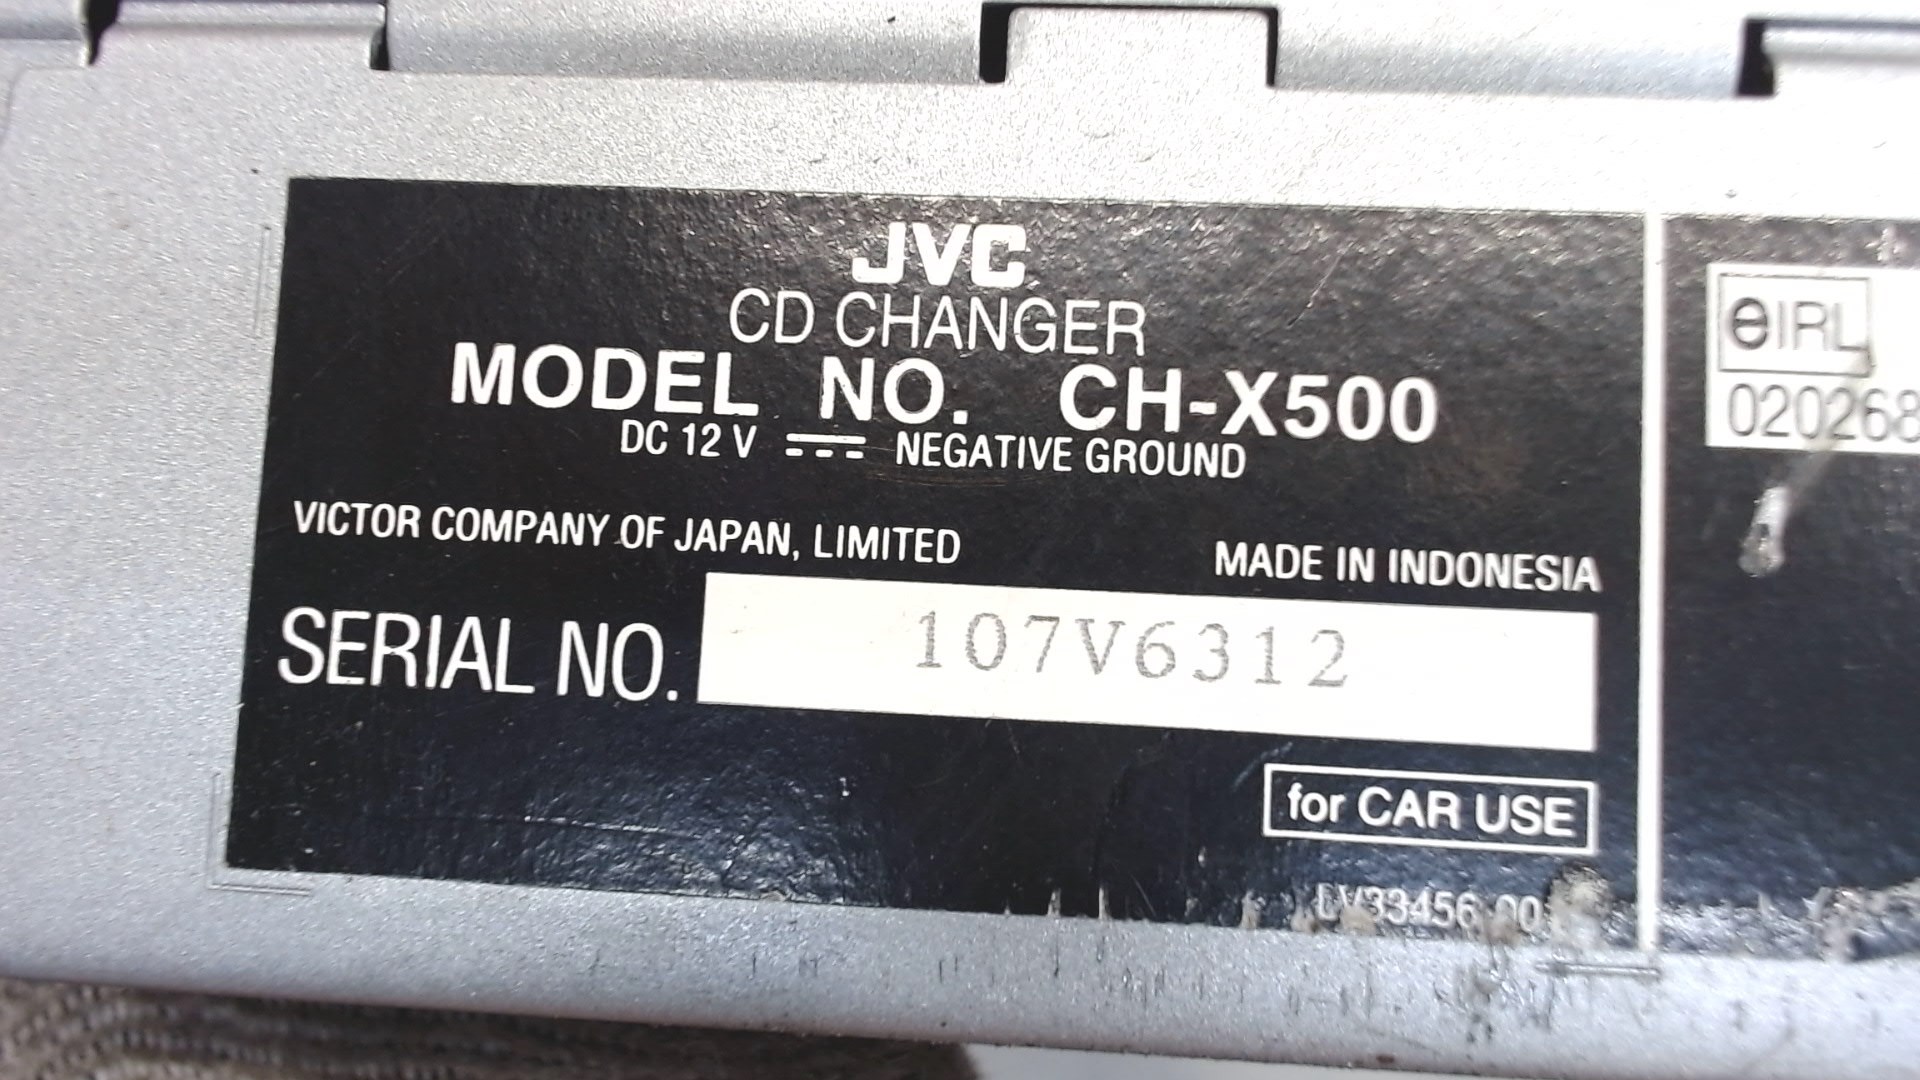 JVC
CD CHANGER
MODEL NO. CH-X500
DC 12 V ⎓ NEGATIVE GROUND
VICTOR COMPANY OF JAPAN, LIMITED
MADE IN INDONESIA
SERIAL NO. 107V6312
for CAR USE
LV33456
eIRL
020268